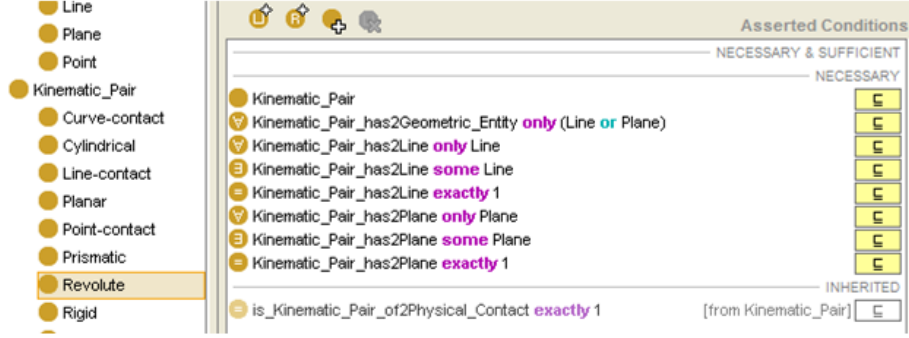 Line
Plane
Point
Kinematic_Pair
Curve-contact
Cylindrical
Line-contact
Planar
Point-contact
Prismatic
Revolute
Rigid
Asserted Conditions
NECESSARY & SUFFICIENT
NECESSARY
Kinematic_Pair
Kinematic_Pair_has2Geometric_Entity only (Line or Plane)
Kinematic_Pair_has2Line only Line
Kinematic_Pair_has2Line some Line
Kinematic_Pair_has2Line exactly 1
Kinematic_Pair_has2Plane only Plane
Kinematic_Pair_has2Plane some Plane
Kinematic_Pair_has2Plane exactly 1
INHERITED
is_Kinematic_Pair_of2Physical_Contact exactly 1 [from Kinematic_Pair]